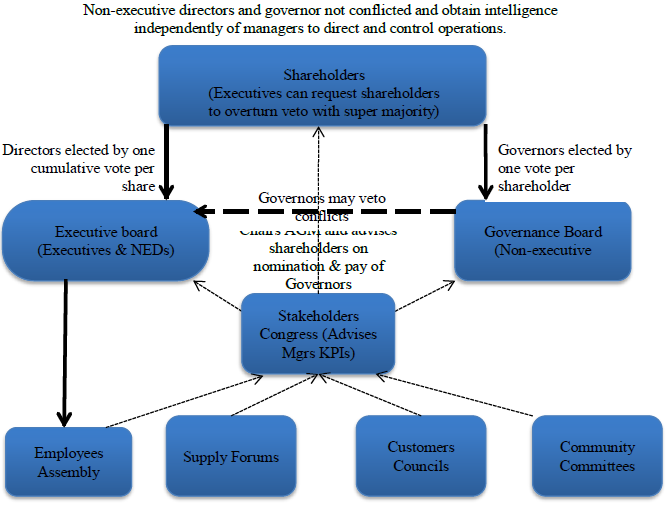 Non-executive directors and governor not conflicted and obtain intelligence
independently of managers to direct and control operations.
Shareholders
(Executives can request shareholders
to overturn veto with super majority)
Directors elected by one
cumulative vote per
share
Governors elected by
one vote per
shareholder
Governors may veto
conflicts
Executive board
(Executives & NEDs)
Chairs AGM and advises
shareholders on
nomination & pay of
Governors
Governance Board
(Non-executive
Stakeholders
Congress (Advises
Mgrs KPIs)
Employees
Assembly
Supply Forums
Customers
Councils
Community
Committees